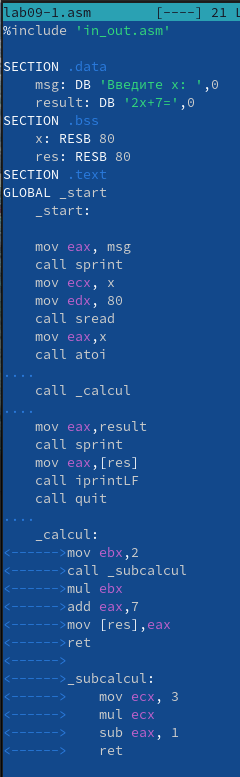 lab09-1.asm [----] 21 L
%include 'in_out.asm'
SECTION .data
msg: DB 'Введите x: ',0
result: DB '2x+7=',0
SECTION .bss
x: RESB 80
res: RESB 80
SECTION .text
GLOBAL _start
_start:
mov eax, msg
call sprint
mov ecx, x
mov edx, 80
call sread
mov eax,x
call atoi
....
call _calcul
....
mov eax,result
call sprint
mov eax,[res]
call iprintLF
call quit
....
_calcul:
<------>mov ebx,2
<------>call _subcalcul
<------>mul ebx
<------>add eax,7
<------>mov [res],eax
<------>ret
<------>
<------>_subcalcul:
<------> mov ecx, 3
<------> mul ecx
<------> sub eax, 1
<------> ret